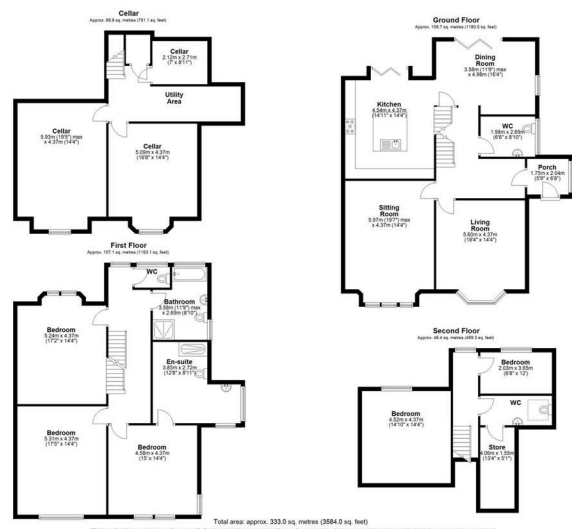 Cellar
Approx. 69.8 sq. metres (751.1 sq. feet)
Cellar
2.12m x 2.71m
(7' x 8'11")
Utility
Area
Cellar
5.93m (19'5") max
x 4.37m (14'4")
Cellar
5.09m x 4.37m
(16'8" x 14'4")
Ground Floor
Approx. 109.7 sq. metres (1180.6 sq. feet)
Dining
Room
3.58m (11'9") max
x 4.98m (16'4")
Kitchen
4.54m x 4.37m
(14'11" x 14'4")
WC
1.98m x 2.69m
(6'6" x 8'10")
Porch
1.75m x 2.04m
(5'9" x 6'8")
Sitting
Room
5.97m (19'7") max
x 4.37m (14'4")
Living
Room
5.60m x 4.37m
(18'4" x 14'4")
First Floor
Approx. 107.1 sq. metres (1153.1 sq. feet)
WC
Bathroom
3.58m (11'9") max
x 2.69m (8'10")
Bedroom
5.24m x 4.37m
(17'2" x 14'4")
En-suite
3.85m x 2.72m
(12'8" x 8'11")
Bedroom
5.31m x 4.37m
(17'5" x 14'4")
Bedroom
4.58m x 4.37m
(15' x 14'4")
Second Floor
Approx. 46.4 sq. metres (499.3 sq. feet)
Bedroom
2.03m x 3.65m
(6'8" x 12')
WC
Bedroom
4.52m x 4.37m
(14'10" x 14'4")
Store
4.06m x 1.55m
(13'4" x 5'1")
Total area: approx. 333.0 sq. metres (3584.0 sq. feet)